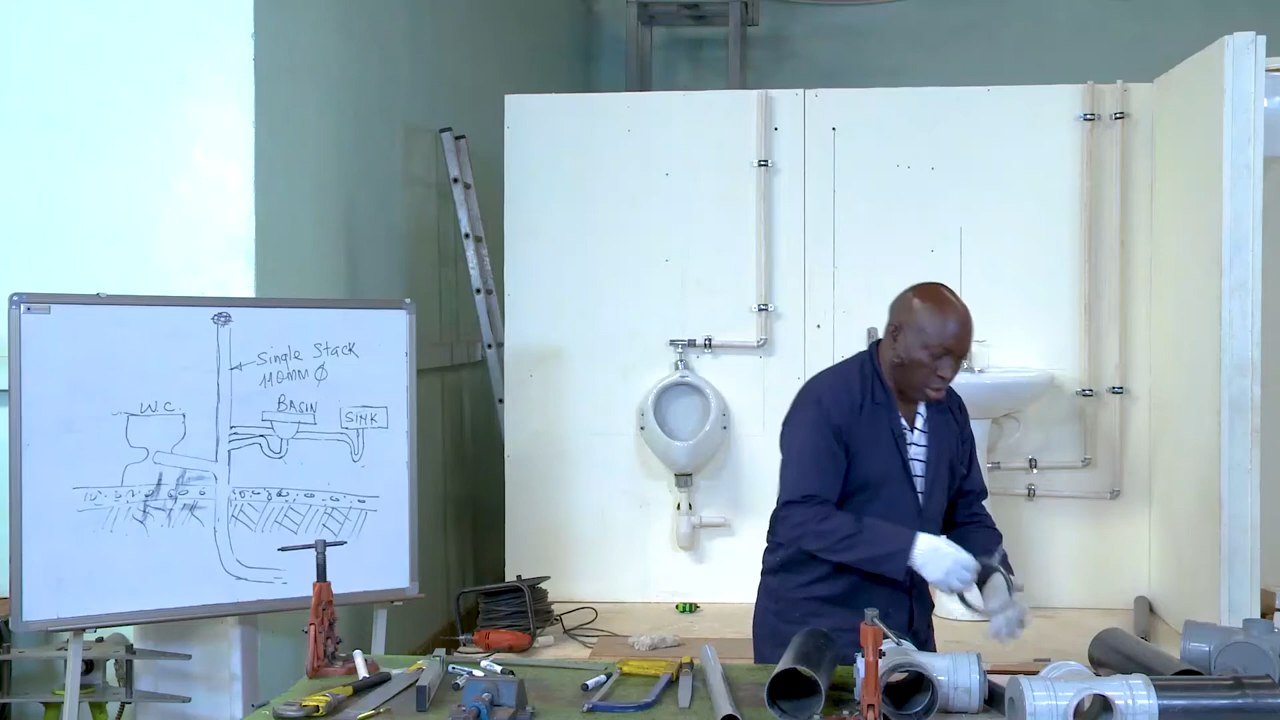 Single Stack
110mm ϕ
W.C.
BASIN
SINK